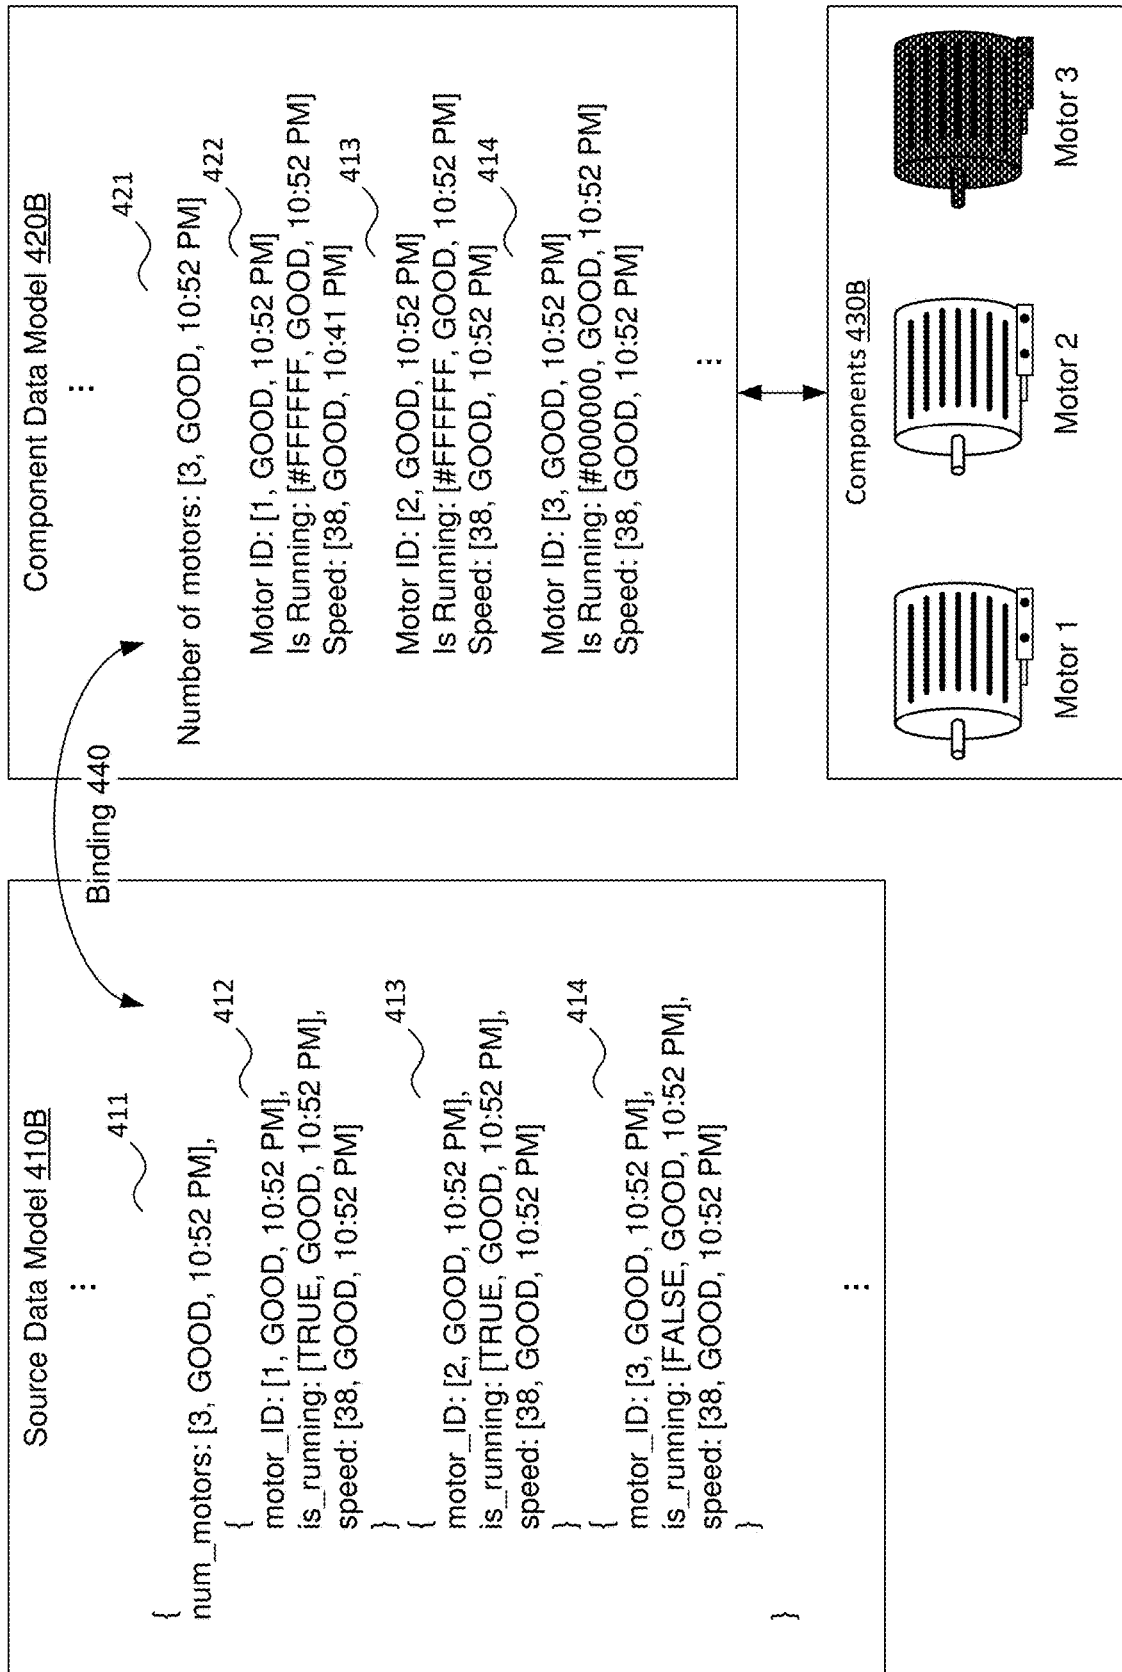 Source Data Model 410B
...
411
{
num_motors: [3, GOOD, 10:52 PM],
412
{
motor_ID: [1, GOOD, 10:52 PM],
is_running: [TRUE, GOOD, 10:52 PM],
speed: [38, GOOD, 10:52 PM]
}
413
{
motor_ID: [2, GOOD, 10:52 PM],
is_running: [TRUE, GOOD, 10:52 PM],
speed: [38, GOOD, 10:52 PM]
}
414
{
motor_ID: [3, GOOD, 10:52 PM],
is_running: [FALSE, GOOD, 10:52 PM],
speed: [38, GOOD, 10:52 PM]
}
}
...
Binding 440
Component Data Model 420B
...
421
Number of motors: [3, GOOD, 10:52 PM]
422
Motor ID: [1, GOOD, 10:52 PM]
Is Running: [#FFFFFF, GOOD, 10:52 PM]
Speed: [38, GOOD, 10:41 PM]
413
Motor ID: [2, GOOD, 10:52 PM]
Is Running: [#FFFFFF, GOOD, 10:52 PM]
Speed: [38, GOOD, 10:52 PM]
414
Motor ID: [3, GOOD, 10:52 PM]
Is Running: [#000000, GOOD, 10:52 PM]
Speed: [38, GOOD, 10:52 PM]
...
Components 430B
Motor 1
Motor 2
Motor 3